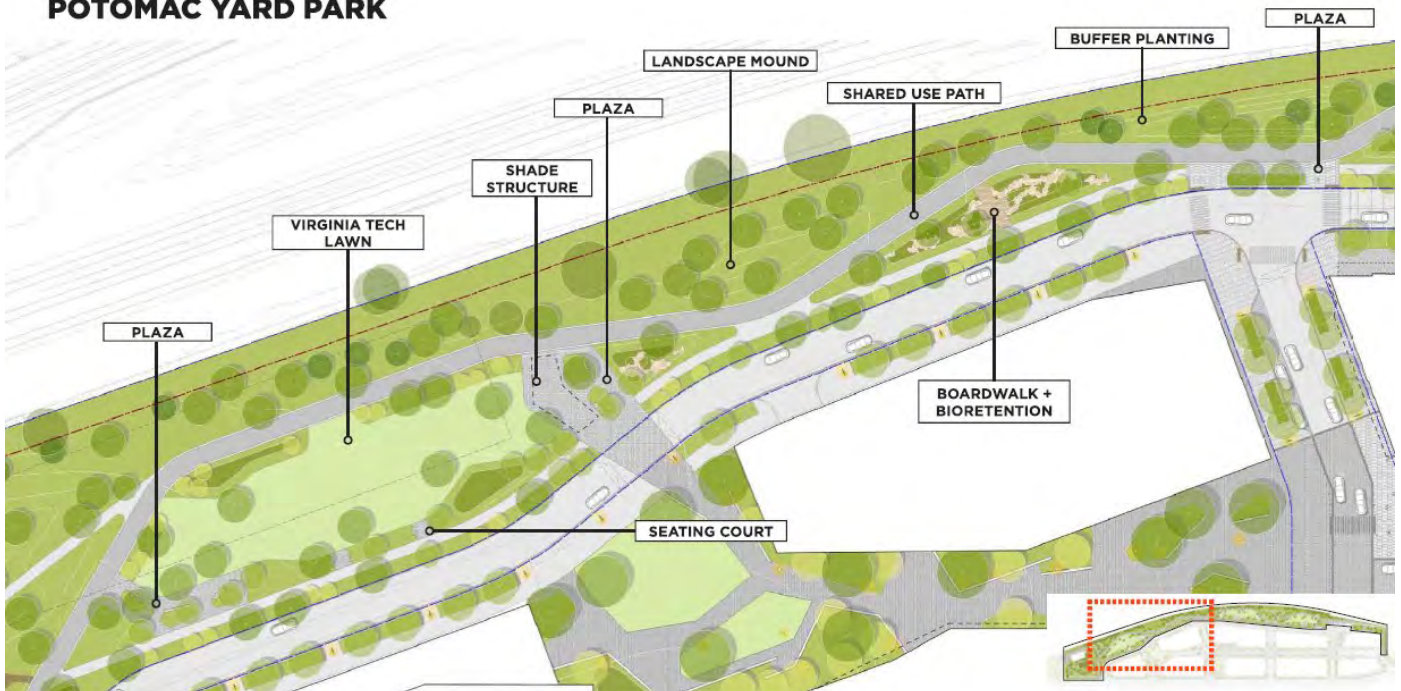 POTOMAC YARD PARK
PLAZA
BUFFER PLANTING
LANDSCAPE MOUND
SHARED USE PATH
PLAZA
SHADE
STRUCTURE
VIRGINIA TECH
LAWN
PLAZA
BOARDWALK +
BIORETENTION
SEATING COURT